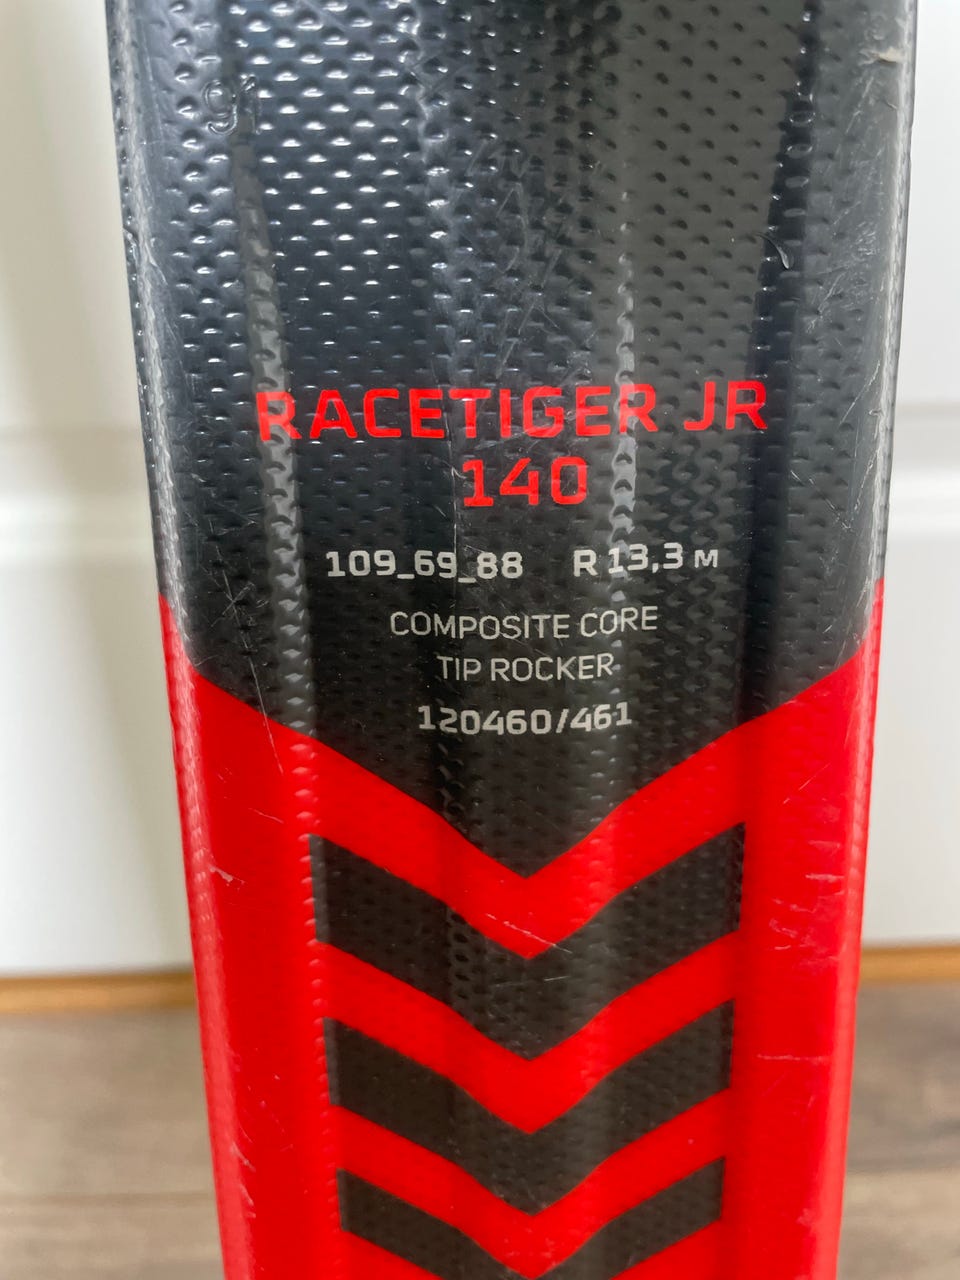 RACETIGER JR
140
109_69_88 R 13,3 M
COMPOSITE CORE
TIP ROCKER
120460/461